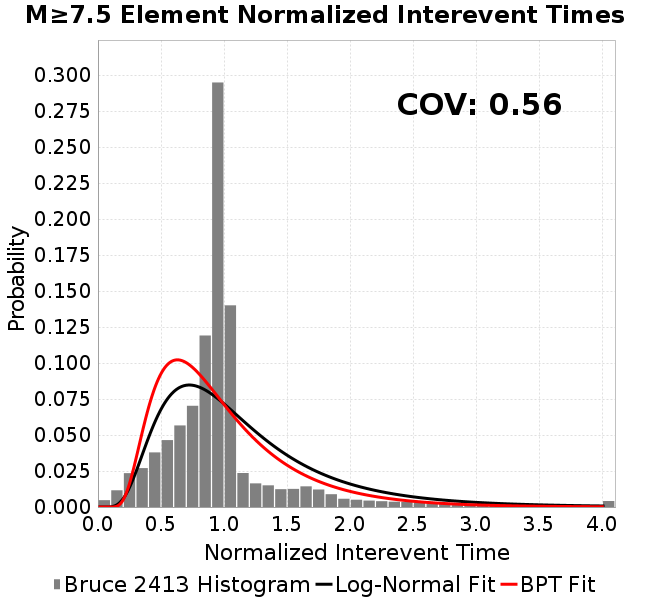 M≥7.5 Element Normalized Interevent Times
COV: 0.56
Probability
0.300
0.275
0.250
0.225
0.200
0.175
0.150
0.125
0.100
0.075
0.050
0.025
0.000
0.0 0.5 1.0 1.5 2.0 2.5 3.0 3.5 4.0
Normalized Interevent Time
Bruce 2413 Histogram Log-Normal Fit BPT Fit